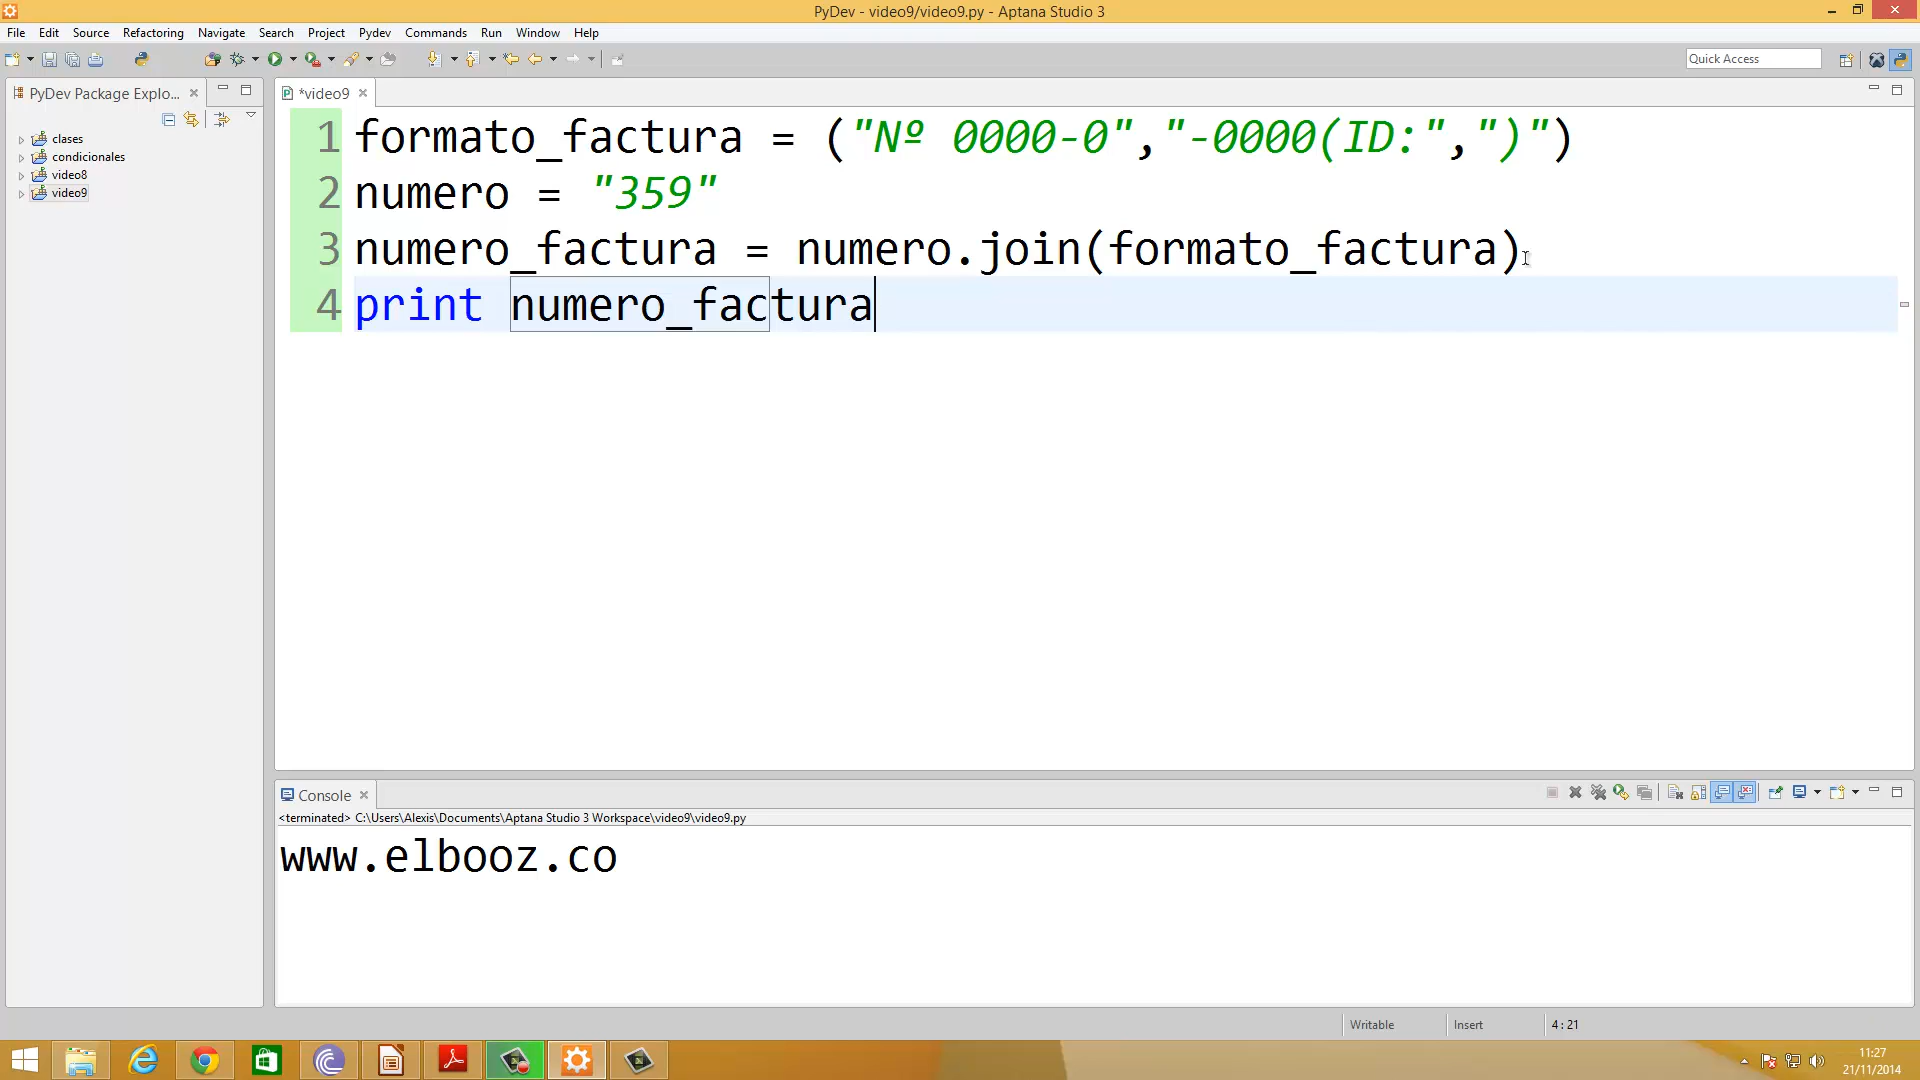 PyDev - video9/video9.py - Aptana Studio 3
File Edit Source Refactoring Navigate Search Project Pydev Commands Run Window Help
Quick Access
PyDev Package Explo...
*video9
clases
condicionales
video8
video9
1 formato_factura = ("Nº 0000-0","-0000(ID:",")")
2 numero = "359"
3 numero_factura = numero.join(formato_factura)
4 print numero_factura
Console
<terminated> C:\Users\Alexis\Documents\Aptana Studio 3 Workspace\video9\video9.py
www.elbooz.co
Writable Insert 4 : 21
11:27
21/11/2014